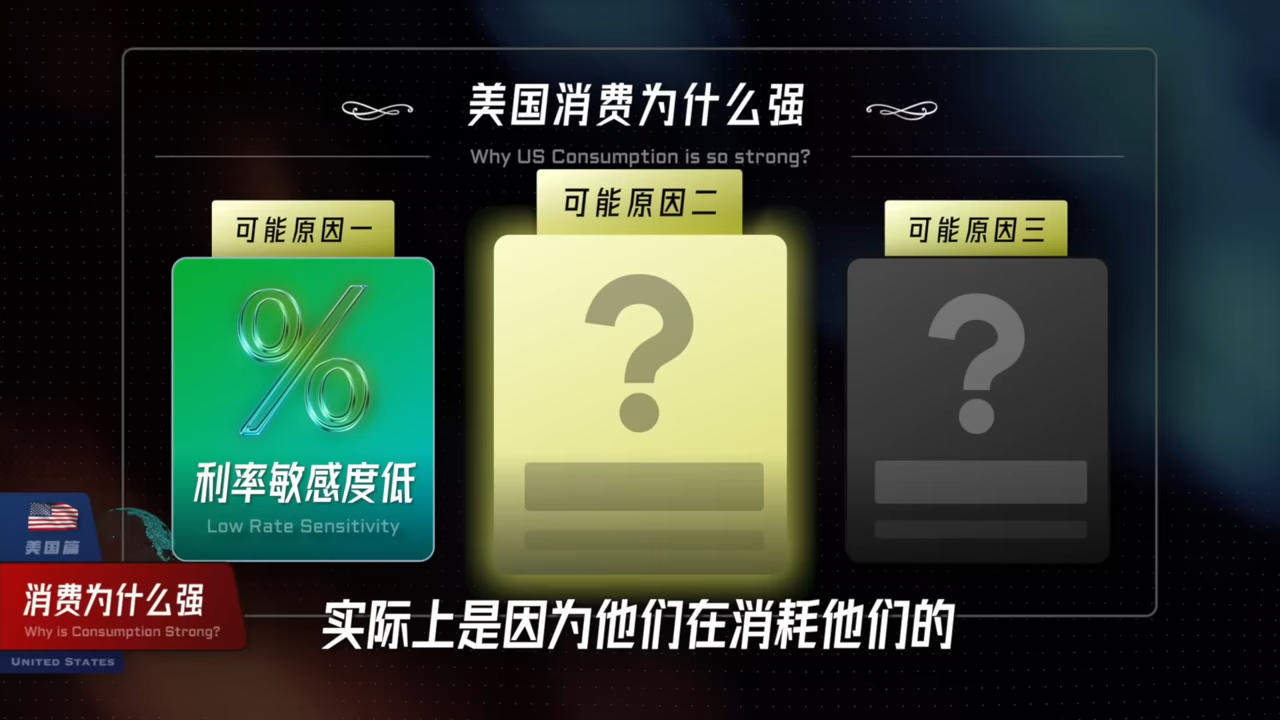 美国消费为什么强
Why US Consumption is so strong?
可能原因一
可能原因二
可能原因三
%
?
?
利率敏感度低
Low Rate Sensitivity
美国篇
消费为什么强
Why is Consumption Strong?
UNITED STATES
实际上是因为他们在消耗他们的